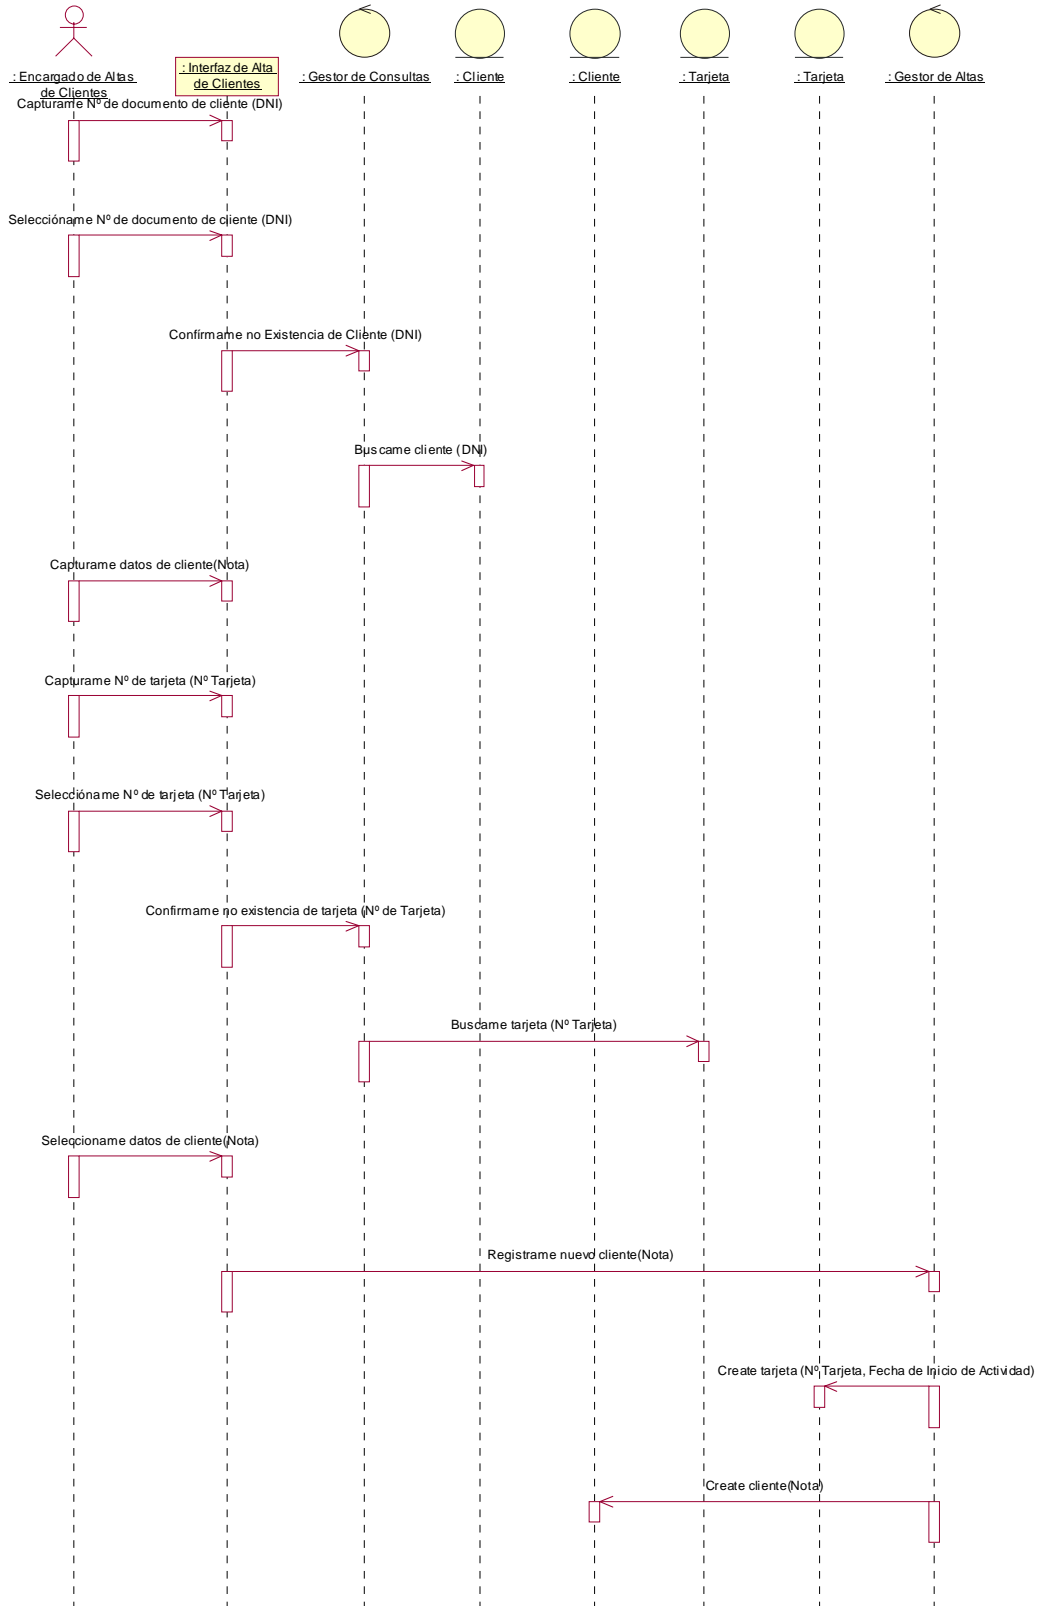 : Encargado de Altas
de Clientes
: Interfaz de Alta
de Clientes
: Gestor de Consultas
: Cliente
: Cliente
: Tarjeta
: Tarjeta
: Gestor de Altas
Capturame Nº de documento de cliente (DNI)
Seleccióname Nº de documento de cliente (DNI)
Confírmame no Existencia de Cliente (DNI)
Buscame cliente (DNI)
Capturame datos de cliente(Nota)
Capturame Nº de tarjeta (Nº Tarjeta)
Seleccióname Nº de tarjeta (Nº Tarjeta)
Confirmame no existencia de tarjeta (Nº de Tarjeta)
Buscame tarjeta (Nº Tarjeta)
Seleccioname datos de cliente(Nota)
Registrame nuevo cliente(Nota)
Create tarjeta (Nº Tarjeta, Fecha de Inicio de Actividad)
Create cliente(Nota)